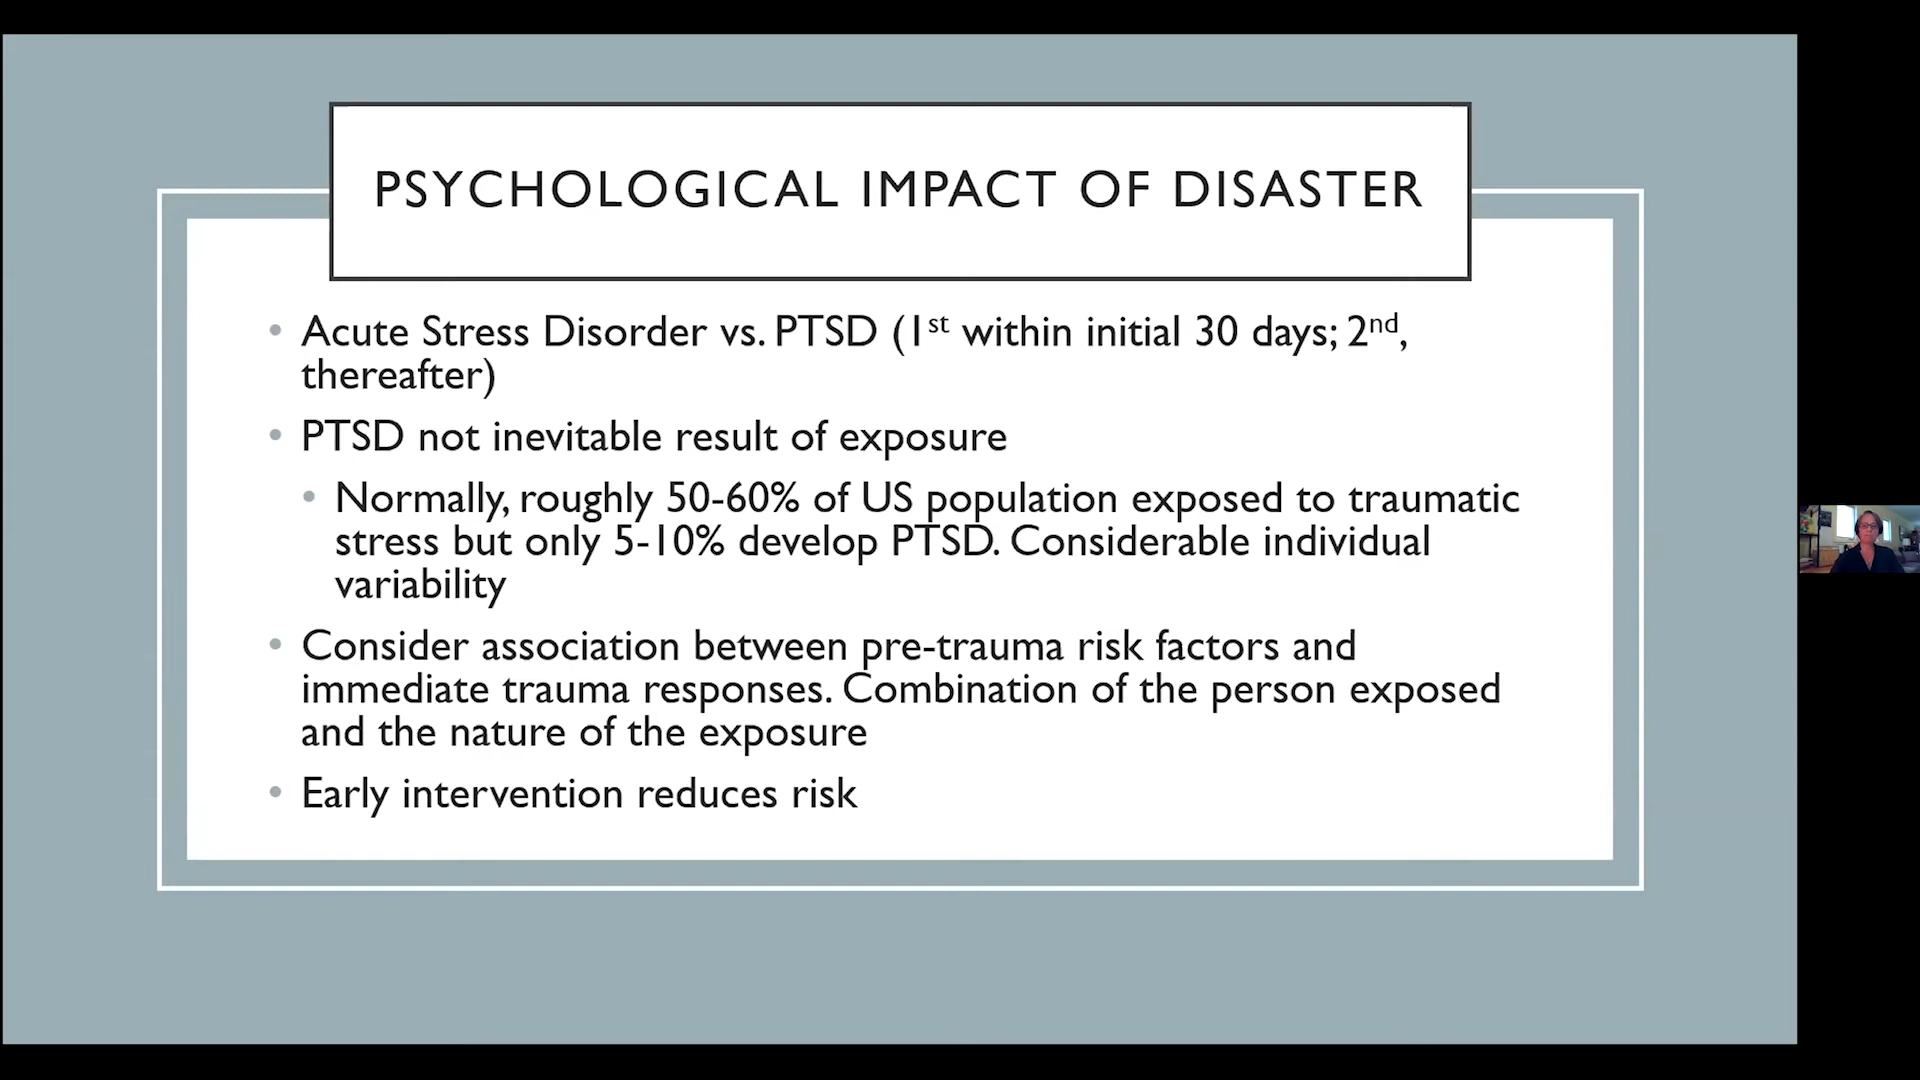 PSYCHOLOGICAL IMPACT OF DISASTER
• Acute Stress Disorder vs. PTSD (1st within initial 30 days; 2nd,
thereafter)
• PTSD not inevitable result of exposure
• Normally, roughly 50-60% of US population exposed to traumatic
stress but only 5-10% develop PTSD. Considerable individual
variability
• Consider association between pre-trauma risk factors and
immediate trauma responses. Combination of the person exposed
and the nature of the exposure
• Early intervention reduces risk